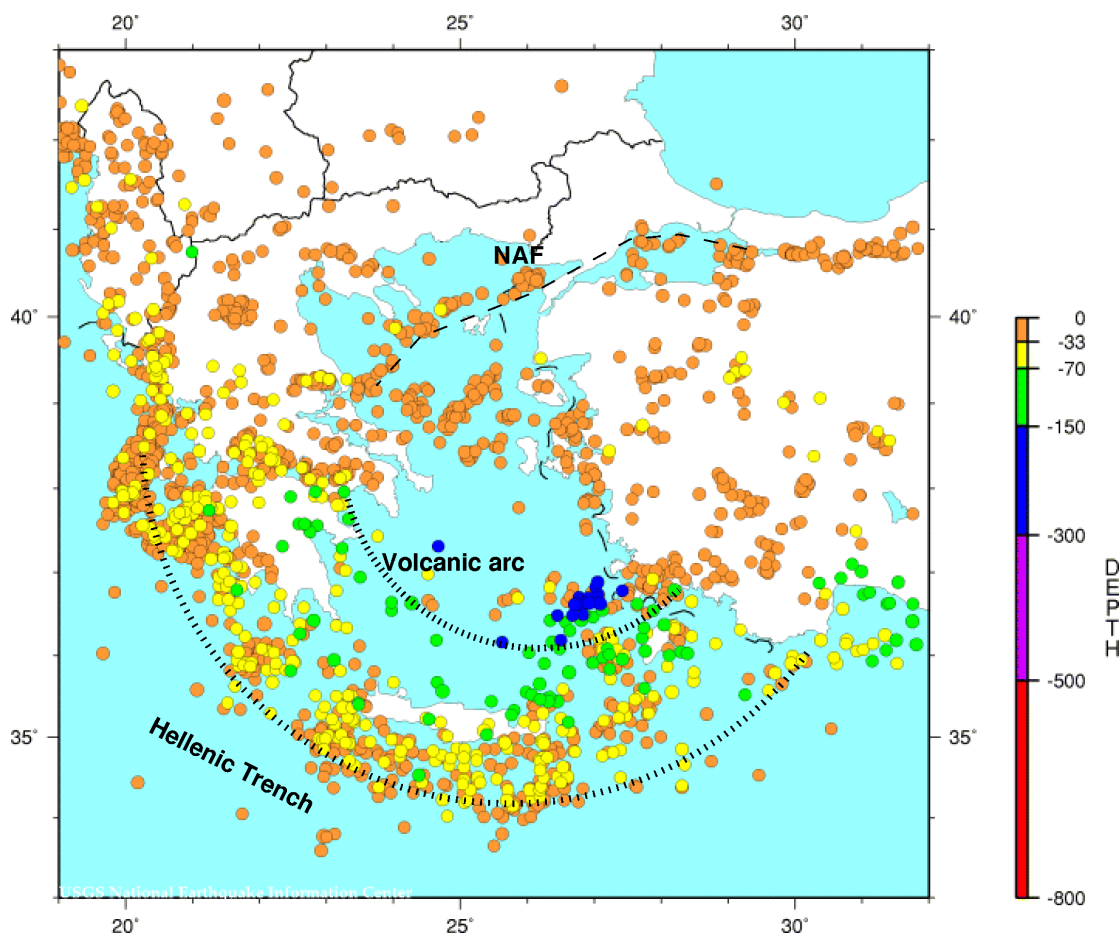 20° 25° 30°
NAF
40° 40°
0
-33
-70
-150
Volcanic arc
-300
DEPTH
-500
35° 35°
Hellenic Trench
USGS National Earthquake Information Center
-800
20° 25° 30°